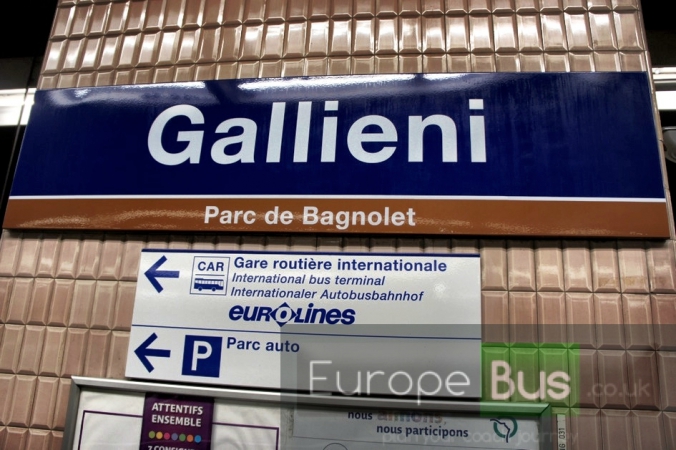 Gallieni
Parc de Bagnolet
CAR
Gare routière internationale
International bus terminal
Internationaler Autobusbahnhof
EUROLINES
P
Parc auto
Europe Bus.co.uk
ATTENTIFS
ENSEMBLE
nous
nous participons